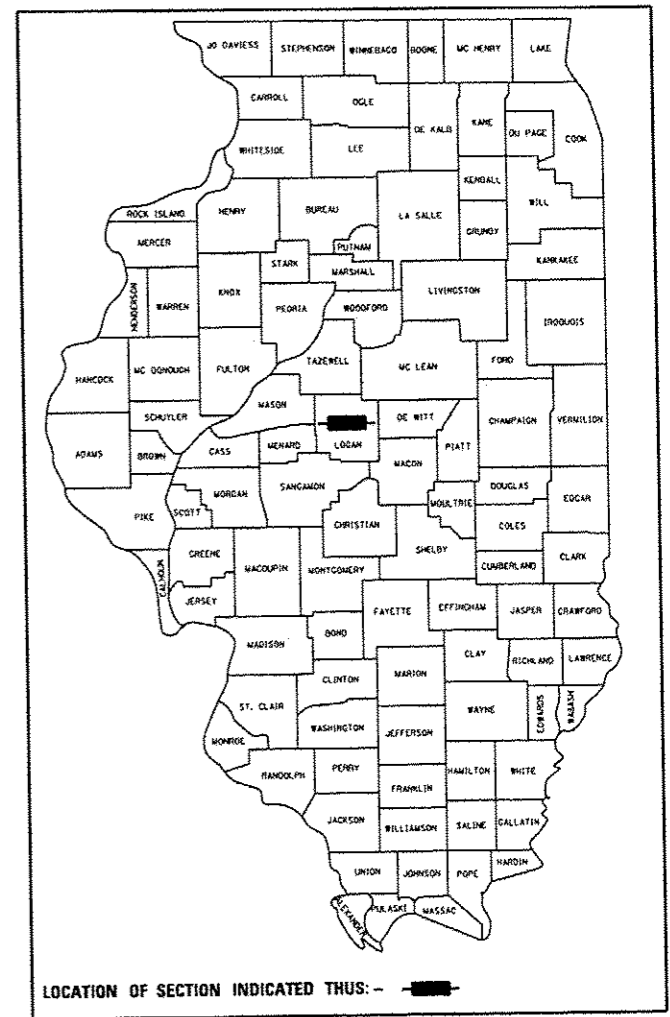 JO DAVIESS STEPHENSON WINNEBAGO BOONE MC HENRY LAKE
CARROLL OGLE DE KALB KANE DU PAGE COOK
WHITESIDE LEE KENDALL WILL
ROCK ISLAND HENRY BUREAU LA SALLE GRUNDY
MERCER STARK PUTNAM MARSHALL KANKAKEE
HENDERSON WARREN KNOX PEORIA WOODFORD LIVINGSTON IROQUOIS
HANCOCK MC DONOUGH FULTON TAZEWELL MC LEAN FORD
SCHUYLER MASON DE WITT CHAMPAIGN VERMILION
ADAMS BROWN CASS MENARD LOGAN MACON PIATT
PIKE SCOTT MORGAN SANGAMON CHRISTIAN MOULTRIE DOUGLAS EDGAR
COLES
CALHOUN GREENE MACOUPIN MONTGOMERY SHELBY CUMBERLAND CLARK
JERSEY FAYETTE EFFINGHAM JASPER CRAWFORD
MADISON BOND CLAY RICHLAND LAWRENCE
CLINTON MARION
ST. CLAIR WASHINGTON JEFFERSON WAYNE EDWARDS WABASH
MONROE
RANDOLPH PERRY FRANKLIN HAMILTON WHITE
JACKSON WILLIAMSON SALINE GALLATIN
UNION JOHNSON POPE HARDIN
ALEXANDER PULASKI MASSAC
LOCATION OF SECTION INDICATED THUS: -